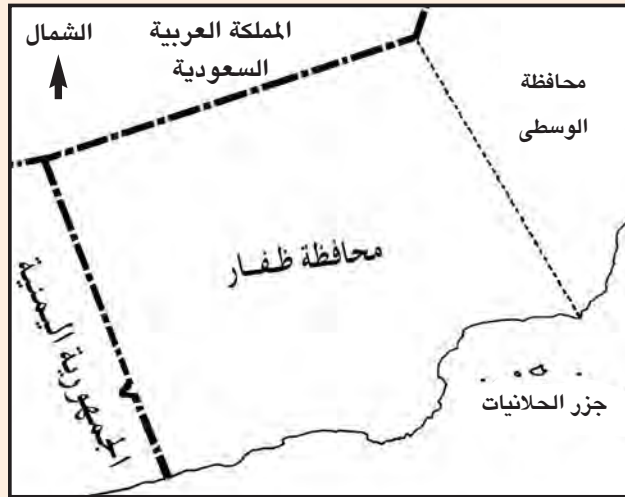 الشمال
المملكة العربية
السعودية
محافظة
الوسطى
محافظة ظفار
الجمهورية اليمنية
جزر الحلانيات